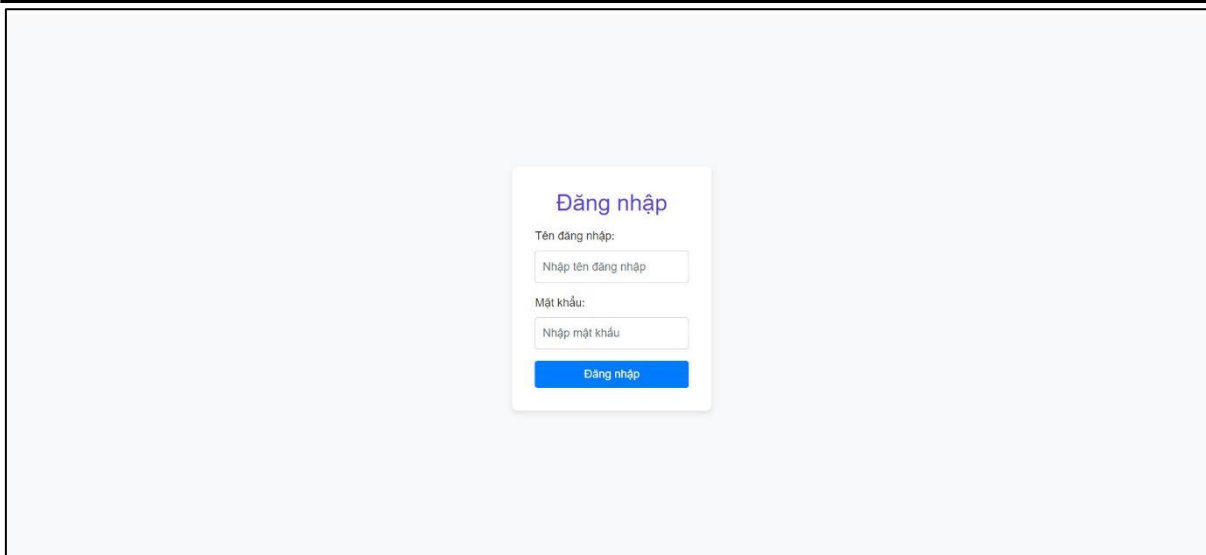 Đăng nhập
Tên đăng nhập:
Nhập tên đăng nhập
Mật khẩu:
Nhập mật khẩu
Đăng nhập